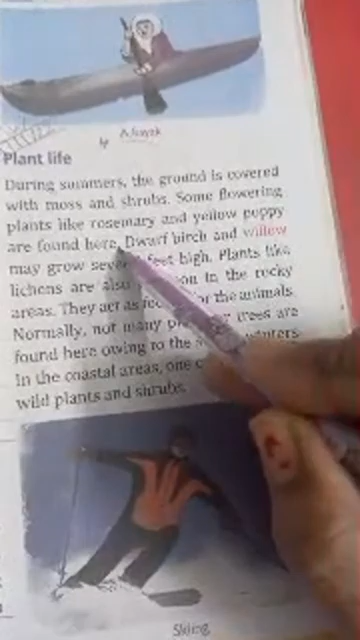 A kayak
Plant life
During summers, the ground is covered
with moss and shrubs. Some flowering
plants like rosemary and yellow poppy
are found here. Dwarf birch and willow
may grow several feet high. Plants like
lichens are also in the rocky
areas. They act as for the animals.
Normally, not many trees are
found here owing to the winters.
In the coastal areas, one
wild plants and shrubs.
Skiing